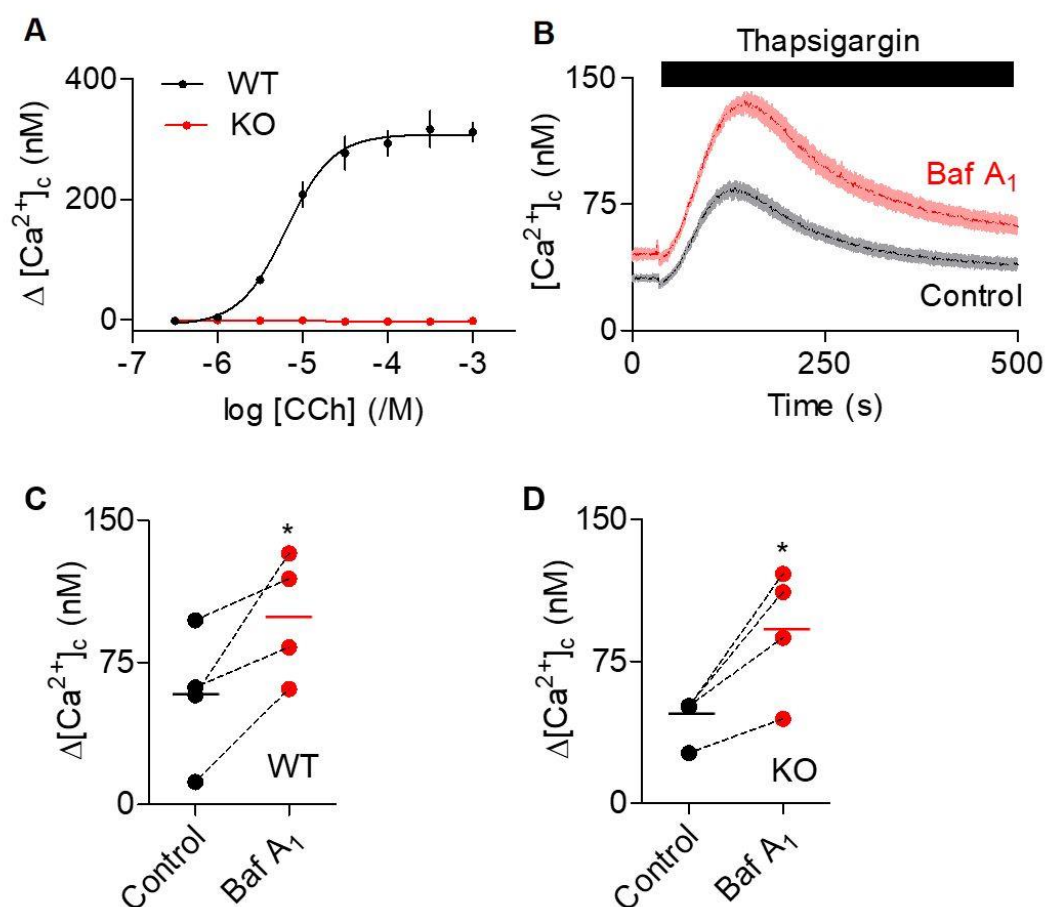 A
400
200
0
Δ [Ca²⁺]c (nM)
WT
KO
-7 -6 -5 -4 -3
log [CCh] (/M)
B
Thapsigargin
150
75
0
[Ca²⁺]c (nM)
Baf A₁
Control
0 250 500
Time (s)
C
150
75
0
Δ[Ca²⁺]c (nM)
*
WT
Control
Baf A₁
D
150
75
0
Δ[Ca²⁺]c (nM)
*
KO
Control
Baf A₁